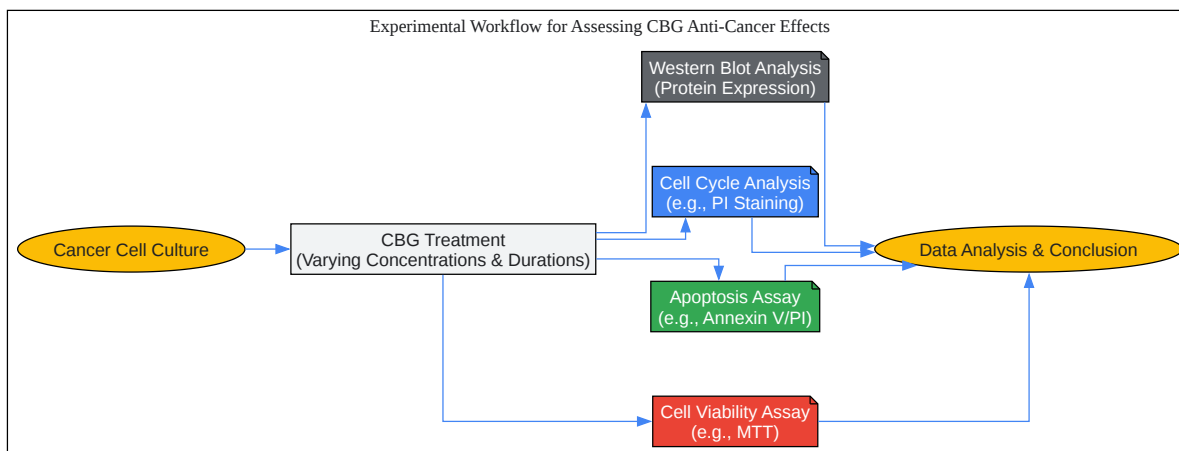 Experimental Workflow for Assessing CBG Anti-Cancer Effects
Western Blot Analysis
(Protein Expression)
Cell Cycle Analysis
(e.g., PI Staining)
Cancer Cell Culture
CBG Treatment
(Varying Concentrations & Durations)
Data Analysis & Conclusion
Apoptosis Assay
(e.g., Annexin V/PI)
Cell Viability Assay
(e.g., MTT)